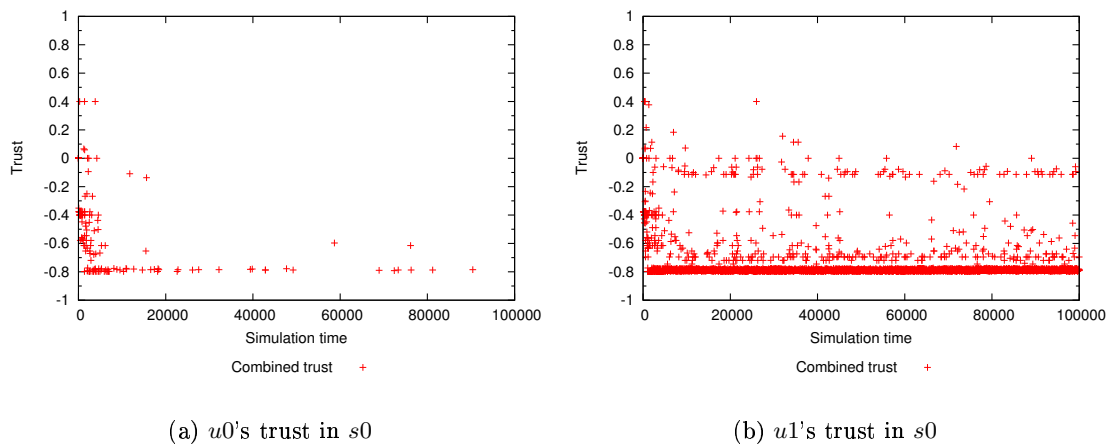 1
0.8
0.6
0.4
0.2
0
-0.2
-0.4
-0.6
-0.8
-1
Trust
0 20000 40000 60000 80000 100000
Simulation time
Combined trust
(a) u0's trust in s0
1
0.8
0.6
0.4
0.2
0
-0.2
-0.4
-0.6
-0.8
-1
Trust
0 20000 40000 60000 80000 100000
Simulation time
Combined trust
(b) u1's trust in s0